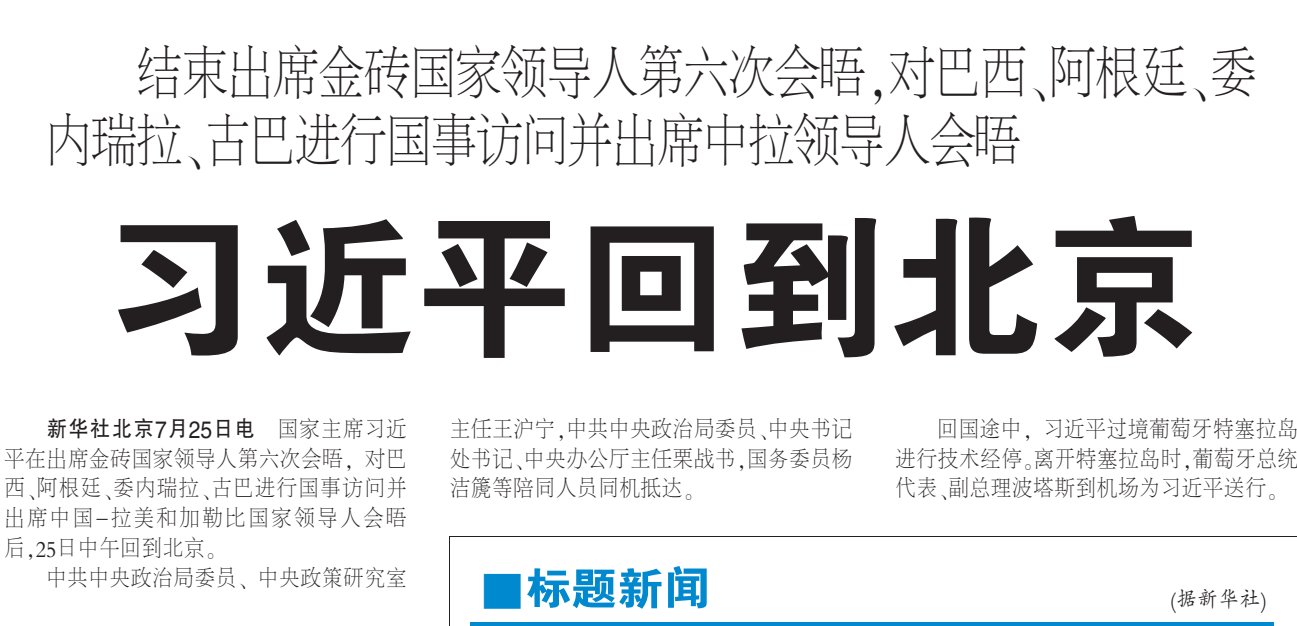 结束出席金砖国家领导人第六次会晤,对巴西、阿根廷、委
内瑞拉、古巴进行国事访问并出席中拉领导人会晤
习近平回到北京
新华社北京7月25日电 国家主席习近
平在出席金砖国家领导人第六次会晤,对巴
西、阿根廷、委内瑞拉、古巴进行国事访问并
出席中国-拉美和加勒比国家领导人会晤
后,25日中午回到北京。
中共中央政治局委员、中央政策研究室
主任王沪宁,中共中央政治局委员、中央书记
处书记、中央办公厅主任栗战书,国务委员杨
洁篪等陪同人员同机抵达。
回国途中,习近平过境葡萄牙特塞拉岛
进行技术经停。离开特塞拉岛时,葡萄牙总统
代表、副总理波塔斯到机场为习近平送行。
■标题新闻
(据新华社)